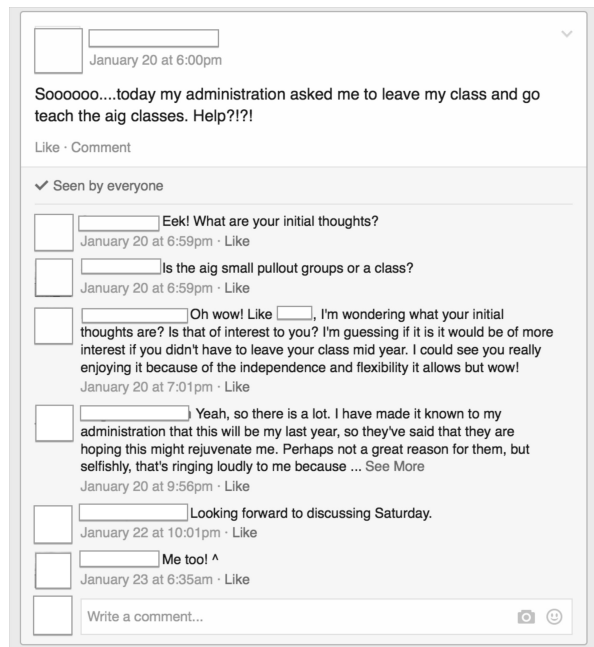 January 20 at 6:00pm
Soooooo....today my administration asked me to leave my class and go
teach the aig classes. Help?!?!
Like · Comment
Seen by everyone
Eek! What are your initial thoughts?
January 20 at 6:59pm · Like
Is the aig small pullout groups or a class?
January 20 at 6:59pm · Like
Oh wow! Like , I'm wondering what your initial
thoughts are? Is that of interest to you? I'm guessing if it is it would be of more
interest if you didn't have to leave your class mid year. I could see you really
enjoying it because of the independence and flexibility it allows but wow!
January 20 at 7:01pm · Like
Yeah, so there is a lot. I have made it known to my
administration that this will be my last year, so they've said that they are
hoping this might rejuvenate me. Perhaps not a great reason for them, but
selfishly, that's ringing loudly to me because ... See More
January 20 at 9:56pm · Like
Looking forward to discussing Saturday.
January 22 at 10:01pm · Like
Me too! ^
January 23 at 6:35am · Like
Write a comment...